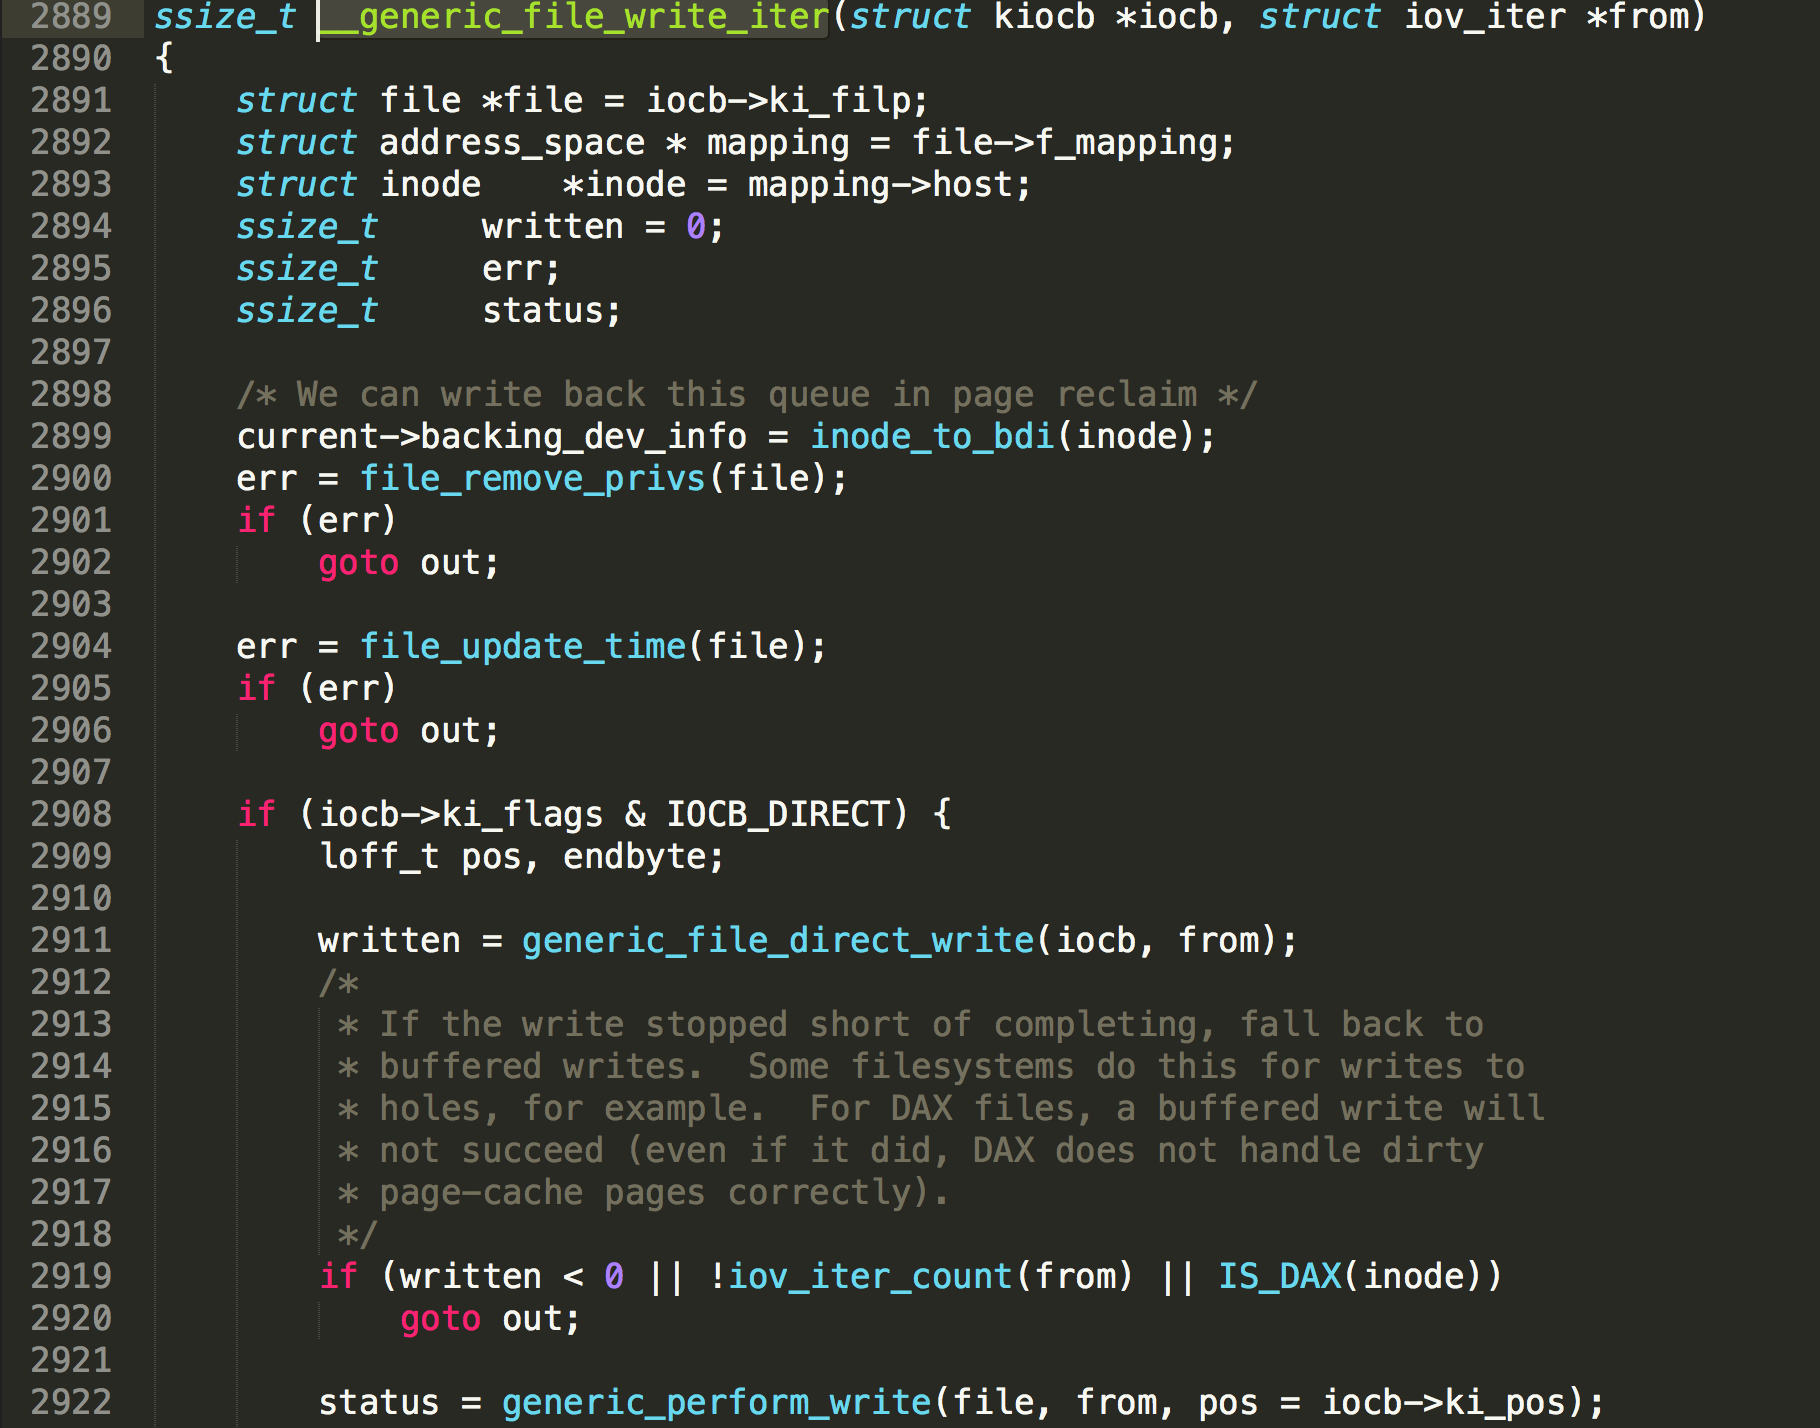 2889 ssize_t __generic_file_write_iter(struct kiocb *iocb, struct iov_iter *from)
2890 {
2891     struct file *file = iocb->ki_filp;
2892     struct address_space * mapping = file->f_mapping;
2893     struct inode    *inode = mapping->host;
2894     ssize_t     written = 0;
2895     ssize_t     err;
2896     ssize_t     status;
2897
2898     /* We can write back this queue in page reclaim */
2899     current->backing_dev_info = inode_to_bdi(inode);
2900     err = file_remove_privs(file);
2901     if (err)
2902         goto out;
2903
2904     err = file_update_time(file);
2905     if (err)
2906         goto out;
2907
2908     if (iocb->ki_flags & IOCB_DIRECT) {
2909         loff_t pos, endbyte;
2910
2911         written = generic_file_direct_write(iocb, from);
2912         /*
2913          * If the write stopped short of completing, fall back to
2914          * buffered writes.  Some filesystems do this for writes to
2915          * holes, for example.  For DAX files, a buffered write will
2916          * not succeed (even if it did, DAX does not handle dirty
2917          * page-cache pages correctly).
2918          */
2919         if (written < 0 || !iov_iter_count(from) || IS_DAX(inode))
2920             goto out;
2921
2922         status = generic_perform_write(file, from, pos = iocb->ki_pos);